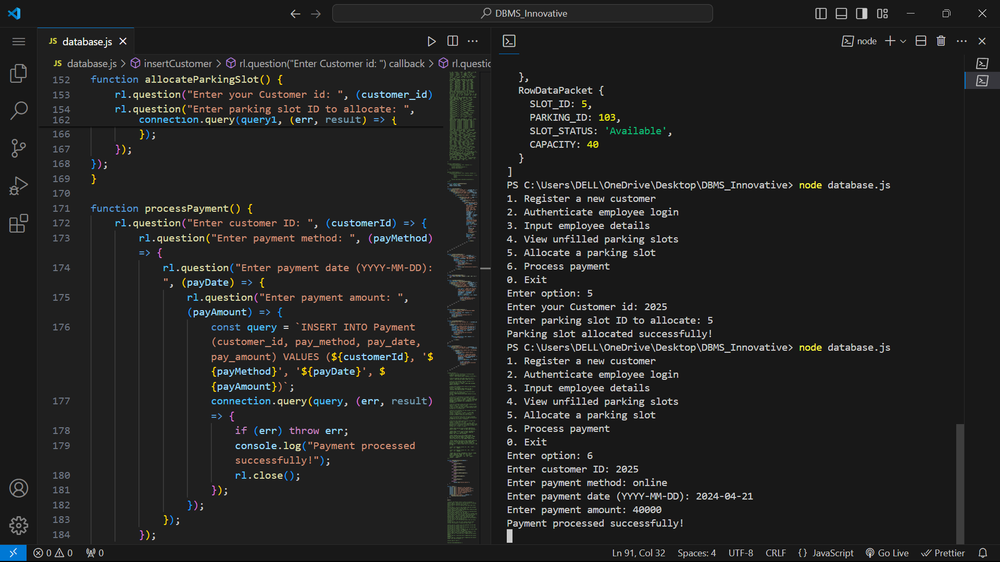 DBMS_Innovative
JS database.js
JS database.js > insertCustomer > rl.question("Enter Customer id: ") callback > rl.questio
152 function allocateParkingSlot() {
153 rl.question("Enter your Customer id: ", (customer_id)
154 rl.question("Enter parking slot ID to allocate: ",
162 connection.query(query1, (err, result) => {
166 });
167 });
168 });
169 }
170
171 function processPayment() {
172 rl.question("Enter customer ID: ", (customerId) => {
173 rl.question("Enter payment method: ", (payMethod)
=> {
174 rl.question("Enter payment date (YYYY-MM-DD):
", (payDate) => {
175 rl.question("Enter payment amount: ",
(payAmount) => {
176 const query = `INSERT INTO Payment
(customer_id, pay_method, pay_date,
pay_amount) VALUES (${customerId}, '$
{payMethod}', '${payDate}', $
{payAmount})`;
177 connection.query(query, (err, result)
=> {
178 if (err) throw err;
179 console.log("Payment processed
successfully!");
180 rl.close();
181 });
182 });
183 });
184 });
node
},
RowDataPacket {
SLOT_ID: 5,
PARKING_ID: 103,
SLOT_STATUS: 'Available',
CAPACITY: 40
}
]
PS C:\Users\DELL\OneDrive\Desktop\DBMS_Innovative> node database.js
1. Register a new customer
2. Authenticate employee login
3. Input employee details
4. View unfilled parking slots
5. Allocate a parking slot
6. Process payment
0. Exit
Enter option: 5
Enter your Customer id: 2025
Enter parking slot ID to allocate: 5
Parking slot allocated successfully!
PS C:\Users\DELL\OneDrive\Desktop\DBMS_Innovative> node database.js
1. Register a new customer
2. Authenticate employee login
3. Input employee details
4. View unfilled parking slots
5. Allocate a parking slot
6. Process payment
0. Exit
Enter option: 6
Enter customer ID: 2025
Enter payment method: online
Enter payment date (YYYY-MM-DD): 2024-04-21
Enter payment amount: 40000
Payment processed successfully!
0 0 0 Ln 91, Col 32 Spaces: 4 UTF-8 CRLF {} JavaScript Go Live Prettier